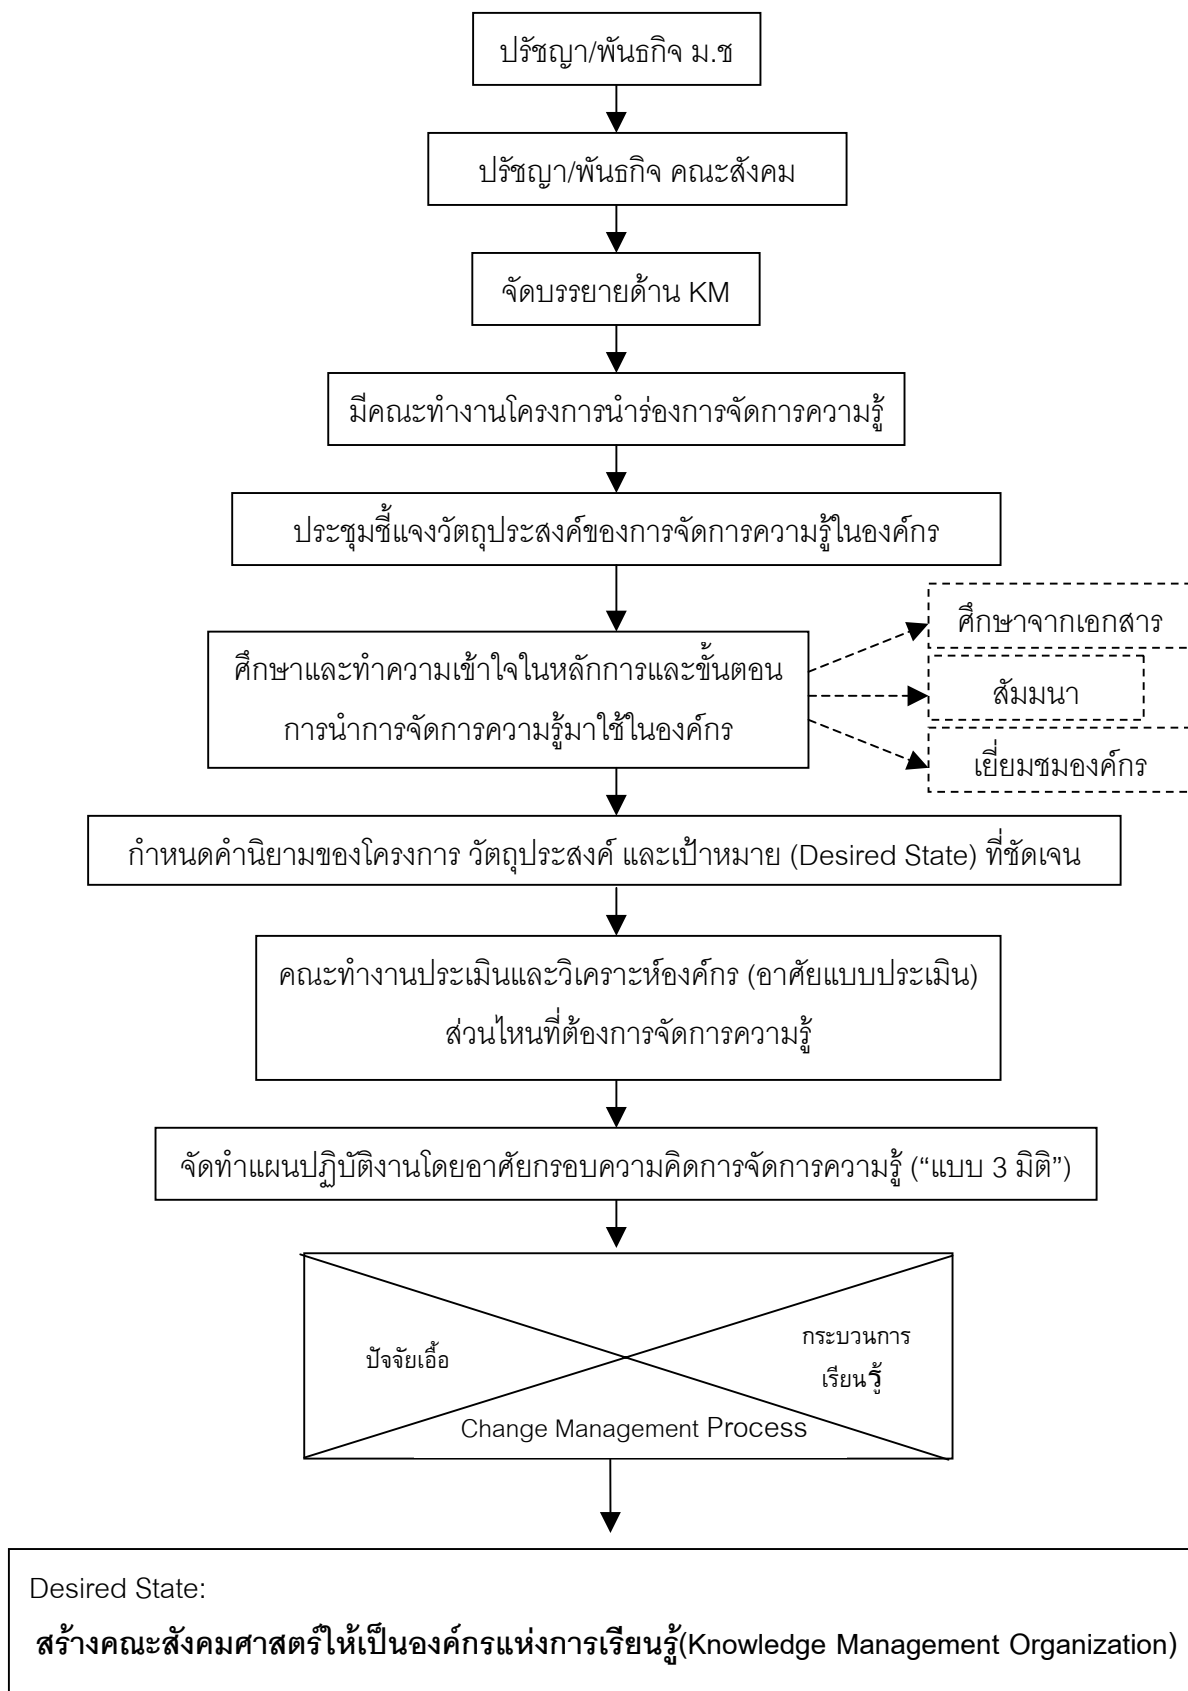 ปรัชญา/พันธกิจ ม.ช
ปรัชญา/พันธกิจ คณะสังคม
จัดบรรยายด้าน KM
มีคณะทำงานโครงการนำร่องการจัดการความรู้
ประชุมชี้แจงวัตถุประสงค์ของการจัดการความรู้ในองค์กร
ศึกษาและทำความเข้าใจในหลักการและขั้นตอน
การนำการจัดการความรู้มาใช้ในองค์กร
ศึกษาจากเอกสาร
สัมมนา
เยี่ยมชมองค์กร
กำหนดคำนิยามของโครงการ วัตถุประสงค์ และเป้าหมาย (Desired State) ที่ชัดเจน
คณะทำงานประเมินและวิเคราะห์องค์กร (อาศัยแบบประเมิน)
ส่วนไหนที่ต้องการจัดการความรู้
จัดทำแผนปฏิบัติงานโดยอาศัยกรอบความคิดการจัดการความรู้ (“แบบ 3 มิติ”)
ปัจจัยเอื้อ
กระบวนการ
เรียนรู้
Change Management Process
Desired State:
สร้างคณะสังคมศาสตร์ให้เป็นองค์กรแห่งการเรียนรู้(Knowledge Management Organization)